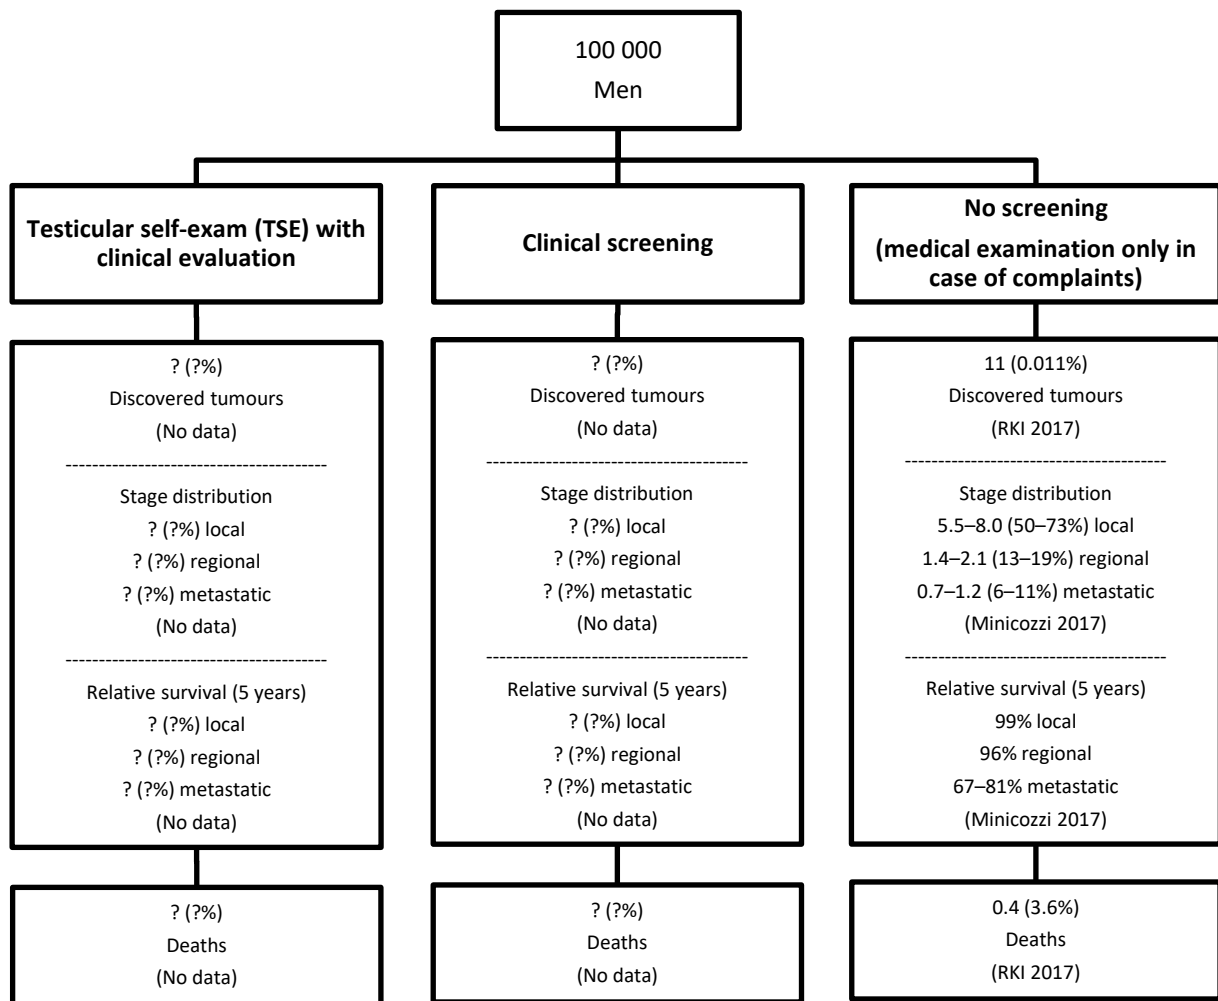 100 000
Men
Testicular self-exam (TSE) with
clinical evaluation
Clinical screening
No screening
(medical examination only in
case of complaints)
? (?%)
Discovered tumours
(No data)
-----------------------------------------
Stage distribution
? (?%) local
? (?%) regional
? (?%) metastatic
(No data)
-----------------------------------------
Relative survival (5 years)
? (?%) local
? (?%) regional
? (?%) metastatic
(No data)
? (?%)
Discovered tumours
(No data)
-----------------------------------------
Stage distribution
? (?%) local
? (?%) regional
? (?%) metastatic
(No data)
-----------------------------------------
Relative survival (5 years)
? (?%) local
? (?%) regional
? (?%) metastatic
(No data)
11 (0.011%)
Discovered tumours
(RKI 2017)
-----------------------------------------
Stage distribution
5.5–8.0 (50–73%) local
1.4–2.1 (13–19%) regional
0.7–1.2 (6–11%) metastatic
(Minicozzi 2017)
-----------------------------------------
Relative survival (5 years)
99% local
96% regional
67–81% metastatic
(Minicozzi 2017)
? (?%)
Deaths
(No data)
? (?%)
Deaths
(No data)
0.4 (3.6%)
Deaths
(RKI 2017)